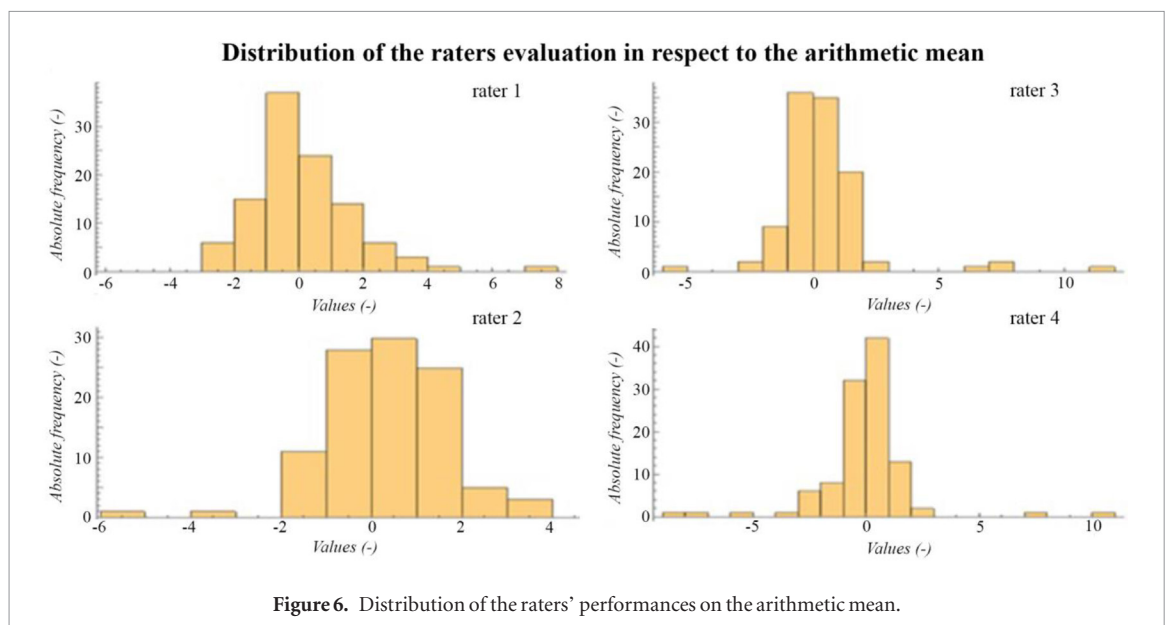 Distribution of the raters evaluation in respect to the arithmetic mean
rater 1
Absolute frequency (-)
30
20
10
0
-6 -4 -2 0 2 4 6 8
Values (-)
rater 3
Absolute frequency (-)
30
20
10
0
-5 0 5 10
Values (-)
rater 2
Absolute frequency (-)
30
20
10
0
-6 -4 -2 0 2 4
Values (-)
rater 4
Absolute frequency (-)
40
30
20
10
0
-5 0 5 10
Values (-)
Figure 6. Distribution of the raters’ performances on the arithmetic mean.